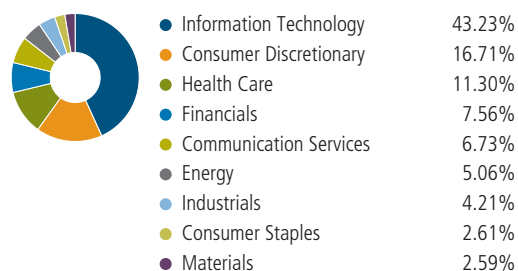 Information Technology 43.23%
Consumer Discretionary 16.71%
Health Care 11.30%
Financials 7.56%
Communication Services 6.73%
Energy 5.06%
Industrials 4.21%
Consumer Staples 2.61%
Materials 2.59%